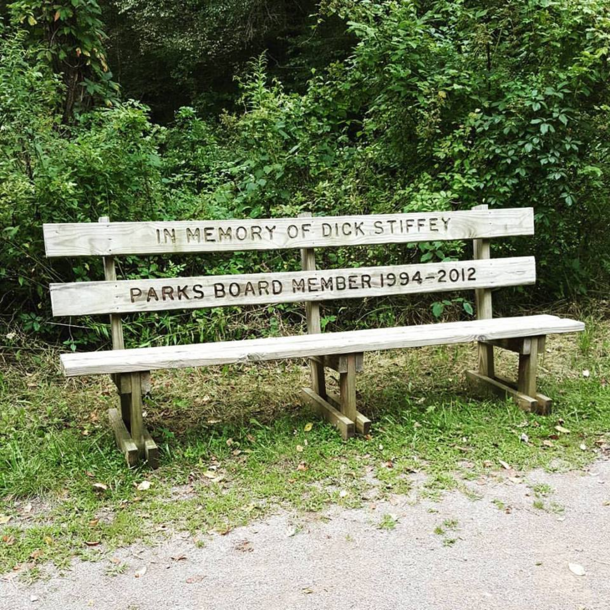 IN MEMORY OF DICK STIFFEY
PARKS BOARD MEMBER 1994-2012